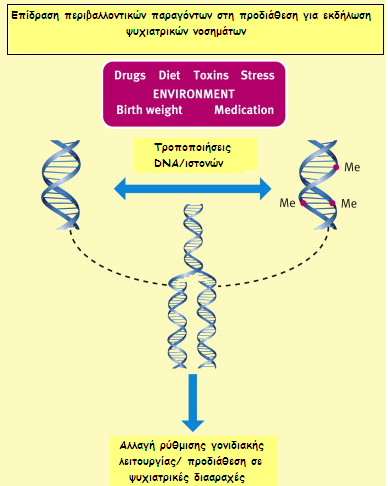 Επίδραση περιβαλλοντικών παραγόντων στη προδιάθεση για εκδήλωση
ψυχιατρικών νοσημάτων
Drugs Diet Toxins Stress
ENVIRONMENT
Birth weight Medication
Τροποποιήσεις
DNA/ιστονών
Me
Me Me
Αλλαγή ρύθμισης γονιδιακής
λειτουργίας/ προδιάθεση σε
ψυχιατρικές διααραχές